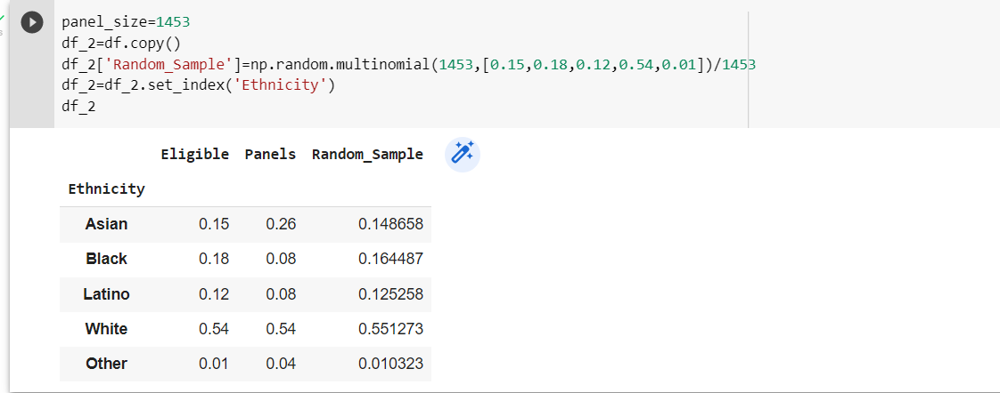 panel_size=1453
df_2=df.copy()
df_2['Random_Sample']=np.random.multinomial(1453,[0.15,0.18,0.12,0.54,0.01])/1453
df_2=df_2.set_index('Ethnicity')
df_2
Eligible Panels Random_Sample
Ethnicity
Asian 0.15 0.26 0.148658
Black 0.18 0.08 0.164487
Latino 0.12 0.08 0.125258
White 0.54 0.54 0.551273
Other 0.01 0.04 0.010323